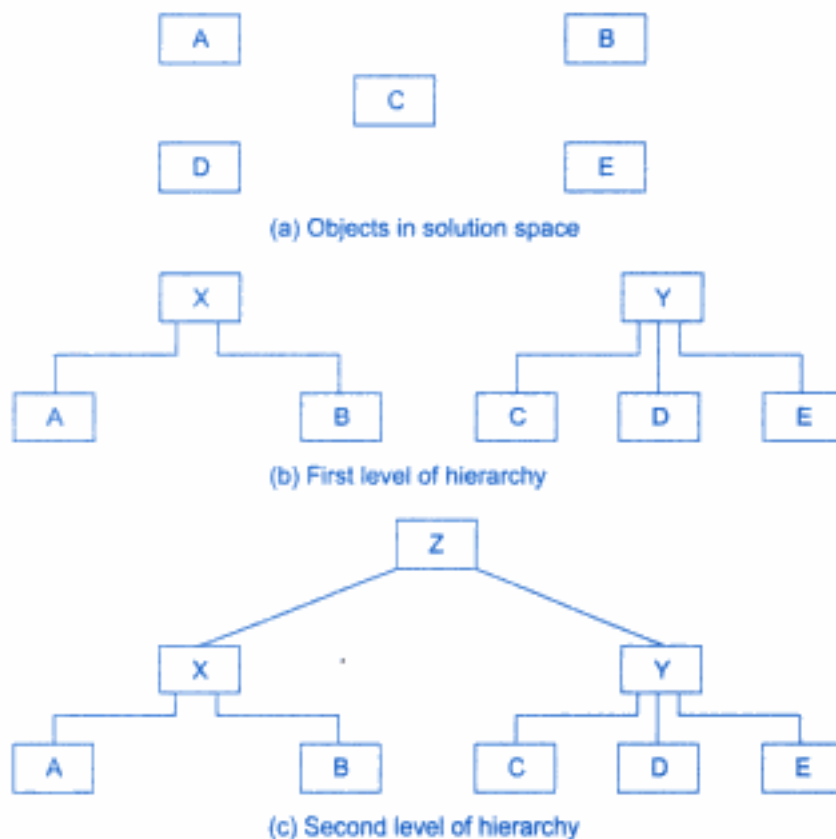 A B
C
D E
(a) Objects in solution space
X Y
A B C D E
(b) First level of hierarchy
Z
X Y
A B C D E
(c) Second level of hierarchy